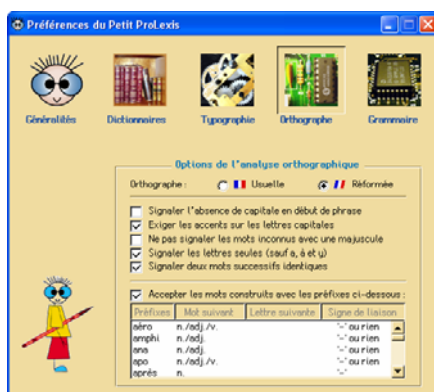 Préférences du Petit ProLexis
Généralités Dictionnaires Typographie Orthographe Grammaire
Options de l'analyse orthographique
Orthographe : Usuelle Réformée
Signaler l'absence de capitale en début de phrase
Exiger les accents sur les lettres capitales
Ne pas signaler les mots inconnus avec une majuscule
Signaler les lettres seules (sauf a, à et y)
Signaler deux mots successifs identiques
Accepter les mots construits avec les préfixes ci-dessous :
Préfixes Mot suivant Lettre suivante Signe de liaison
aéro n./adj./v. '-' ou rien
amphi n./adj. '-' ou rien
ana n./adj. '-' ou rien
apo n./adj./v. '-' ou rien
après n. '-'